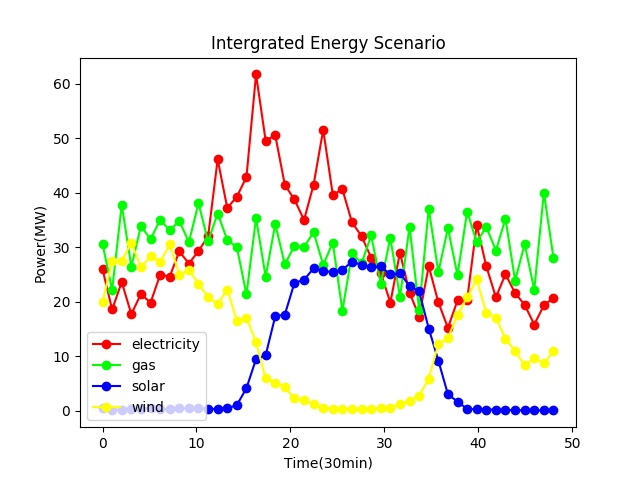 Intergrated Energy Scenario
Power(MW)
60
50
40
30
20
10
0
electricity
gas
solar
wind
0 10 20 30 40 50
Time(30min)